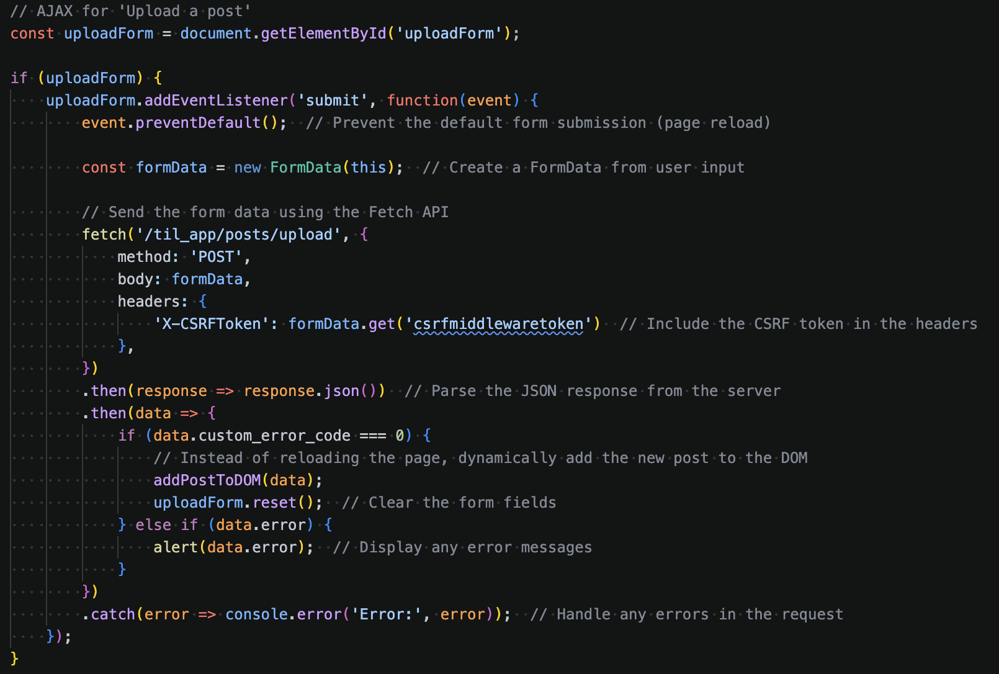 // AJAX for 'Upload a post'
const uploadForm = document.getElementById('uploadForm');

if (uploadForm) {
    uploadForm.addEventListener('submit', function(event) {
        event.preventDefault();  // Prevent the default form submission (page reload)

        const formData = new FormData(this);  // Create a FormData from user input

        // Send the form data using the Fetch API
        fetch('/til_app/posts/upload', {
            method: 'POST',
            body: formData,
            headers: {
                'X-CSRFToken': formData.get('csrfmiddlewaretoken')  // Include the CSRF token in the headers
            },
        })
        .then(response => response.json())  // Parse the JSON response from the server
        .then(data => {
            if (data.custom_error_code === 0) {
                // Instead of reloading the page, dynamically add the new post to the DOM
                addPostToDOM(data);
                uploadForm.reset();  // Clear the form fields
            } else if (data.error) {
                alert(data.error);  // Display any error messages
            }
        })
        .catch(error => console.error('Error:', error));  // Handle any errors in the request
    });
}